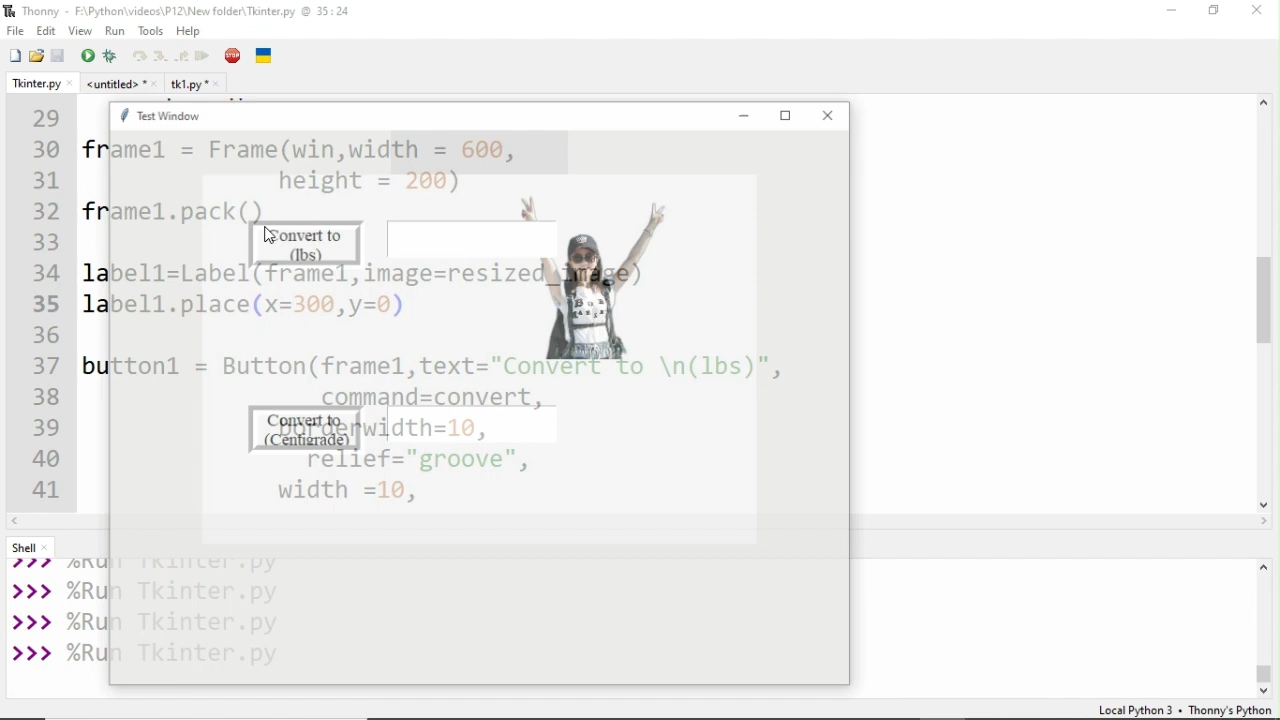 Thonny - F:\Python\videos\P12\New folder\Tkinter.py @ 35 : 24
File Edit View Run Tools Help
Tkinter.py × <untitled> * × tk1.py * ×
Test Window
29
30 frame1 = Frame(win,width = 600,
31 height = 200)
32 frame1.pack()
33
Convert to
(lbs)
34 label1=Label(frame1,image=resized_image)
35 label1.place(x=300,y=0)
36
37 button1 = Button(frame1,text="Convert to \n(lbs)",
38 command=convert,
Convert to
(Centigrade)
39 borderwidth=10,
40 relief="groove",
41 width =10,
Shell ×
>>> %Run Tkinter.py
>>> %Run Tkinter.py
>>> %Run Tkinter.py
>>> %Run Tkinter.py
Local Python 3 • Thonny's Python